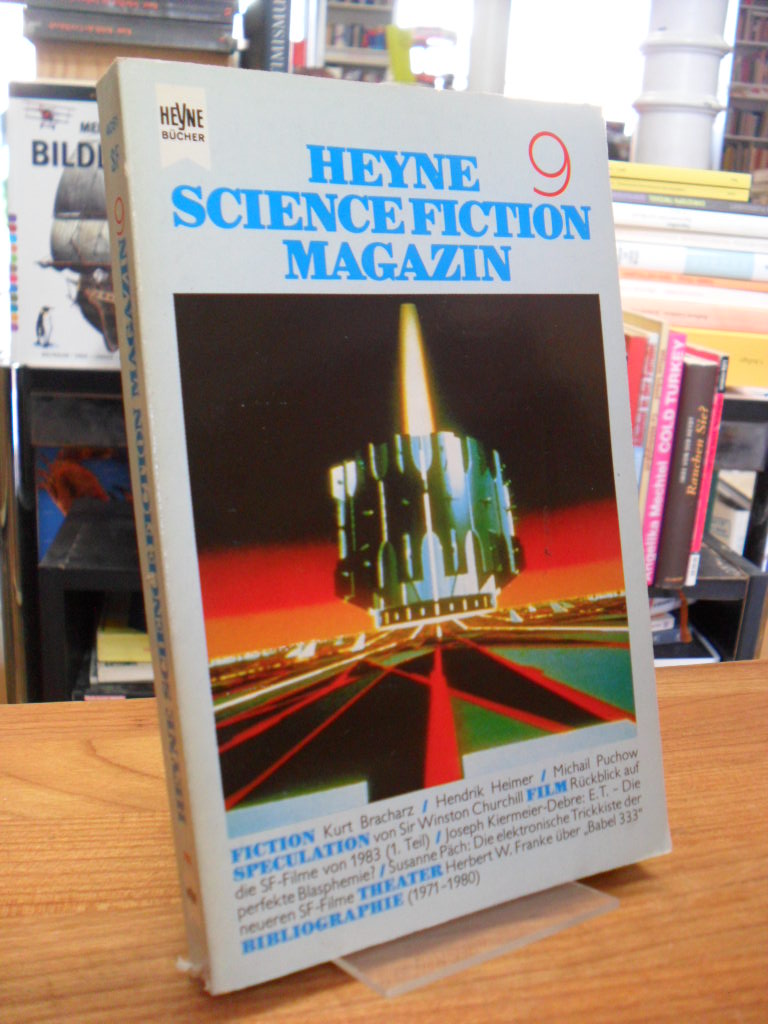 HEYNE
BÜCHER
9
HEYNE
SCIENCE FICTION
MAGAZIN
FICTION Kurt Bracharz / Hendrik Heimer / Michail Puchow
SPECULATION von Sir Winston Churchill FILM Rückblick auf
die SF-Filme von 1983 (1. Teil) / Joseph Kiermeier-Debre: E.T. – Die
perfekte Blasphemie? / Susanne Päch: Die elektronische Trickkiste der
neueren SF-Filme THEATER Herbert W. Franke über „Babel 333“
BIBLIOGRAPHIE (1971–1980)
9 HEYNE SCIENCE FICTION MAGAZIN
Angelika Mechtel COLD TURKEY
Rauchen Sie?